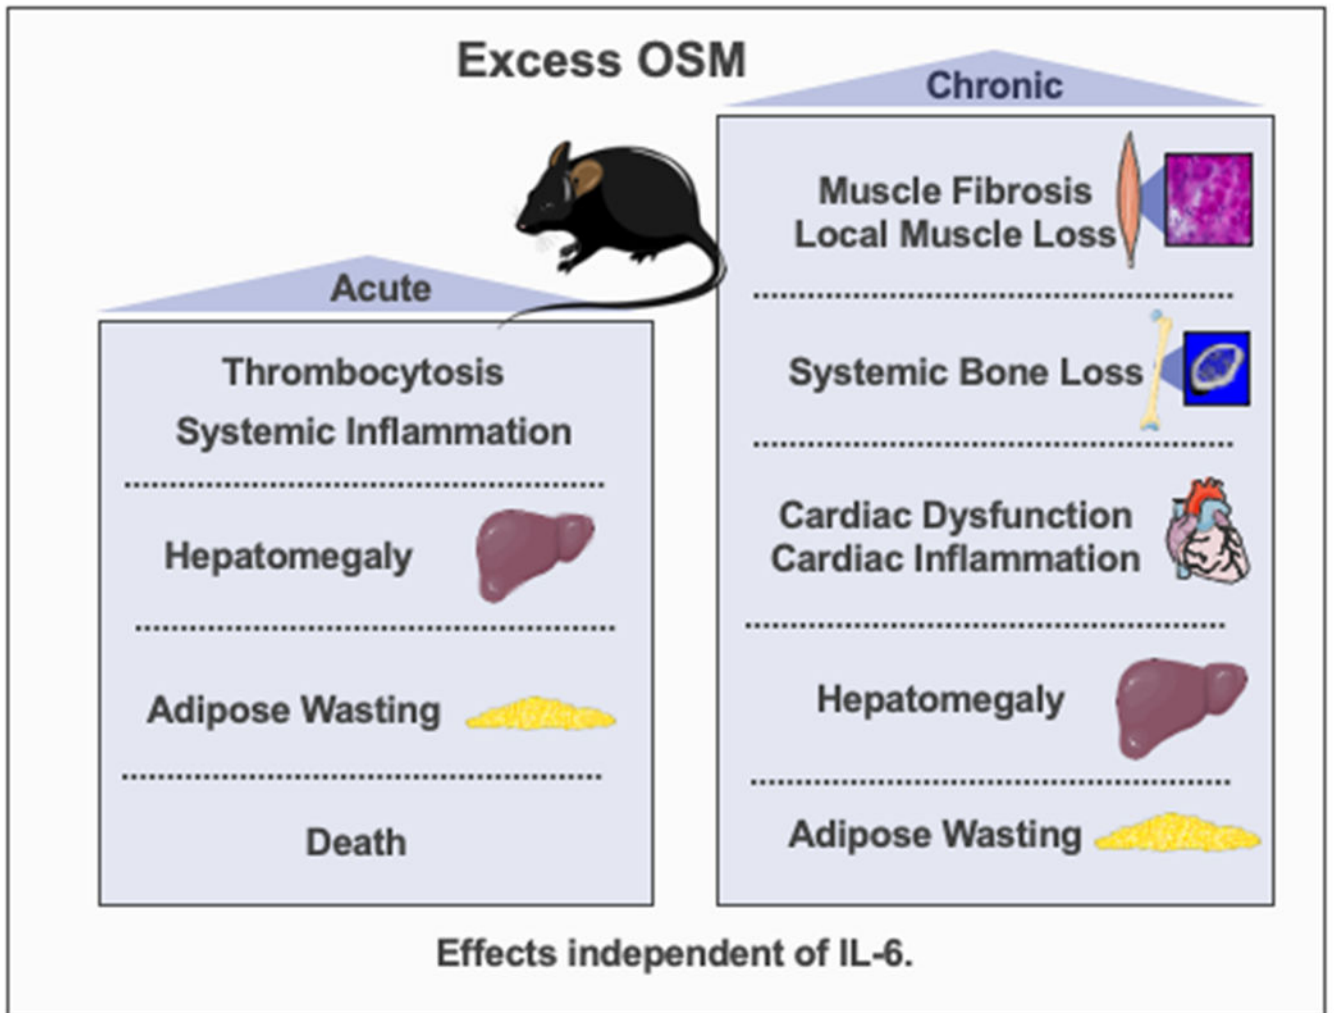 Excess OSM
Acute
Thrombocytosis
Systemic Inflammation
Hepatomegaly
Adipose Wasting
Death
Chronic
Muscle Fibrosis
Local Muscle Loss
Systemic Bone Loss
Cardiac Dysfunction
Cardiac Inflammation
Hepatomegaly
Adipose Wasting
Effects independent of IL-6.